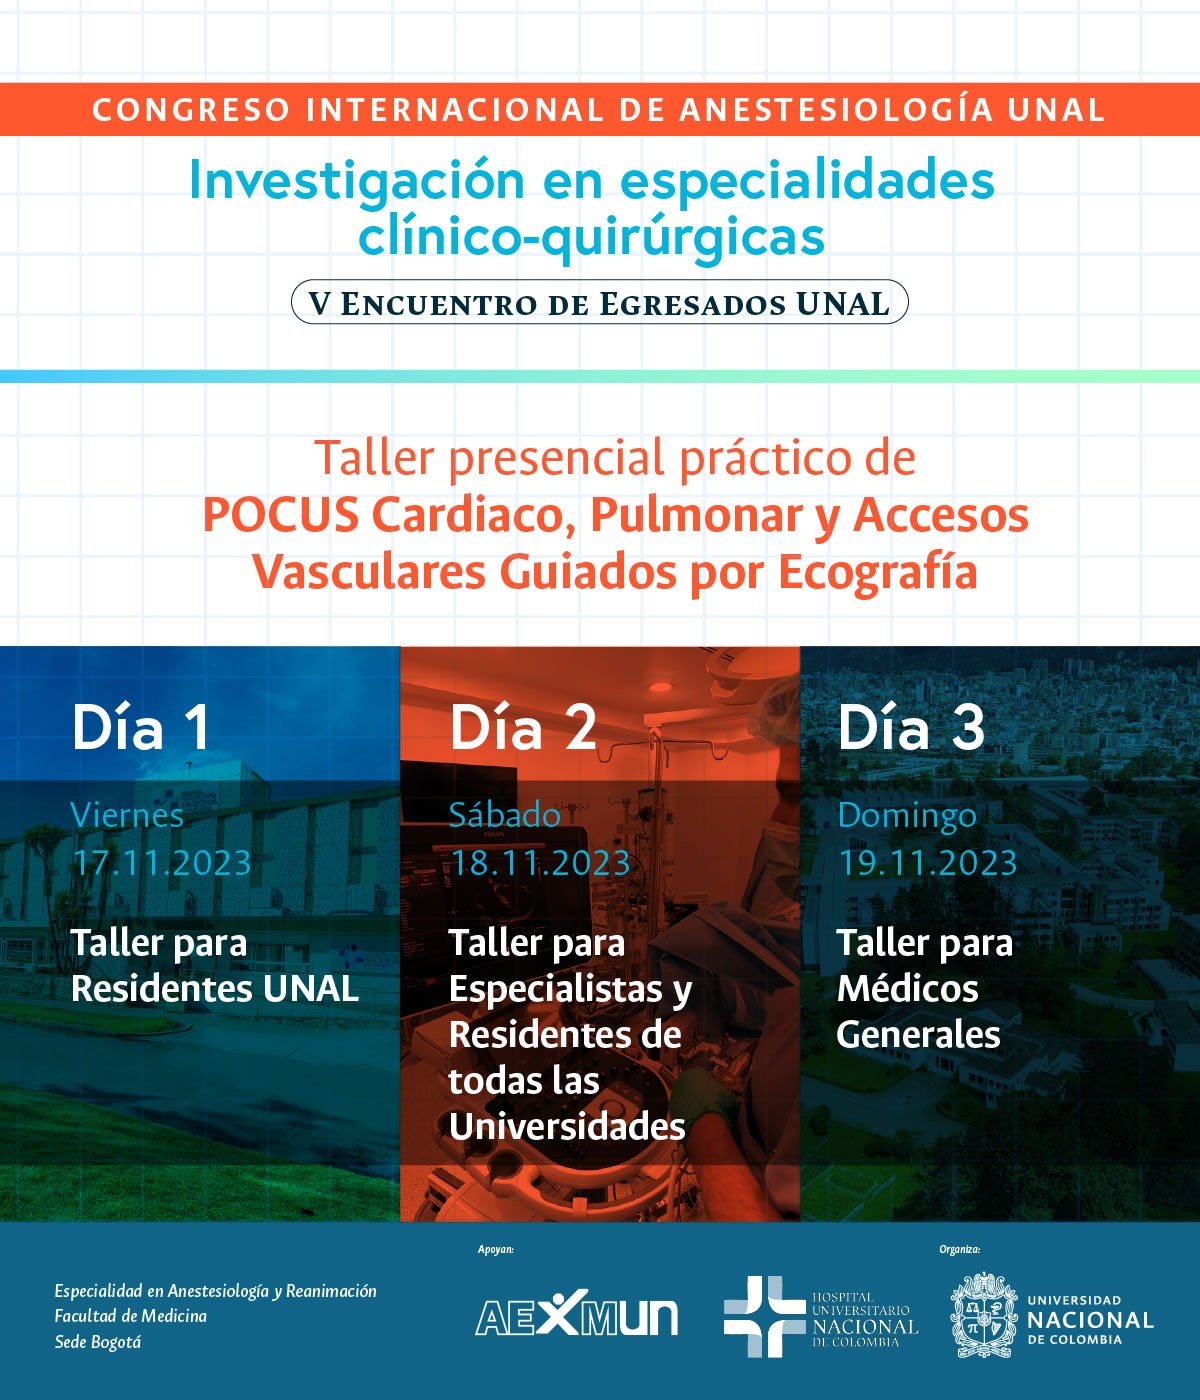 CONGRESO INTERNACIONAL DE ANESTESIOLOGÍA UNAL
Investigación en especialidades
clínico-quirúrgicas
V ENCUENTRO DE EGRESADOS UNAL
Taller presencial práctico de
POCUS Cardiaco, Pulmonar y Accesos
Vasculares Guiados por Ecografía
Día 1
Viernes
17.11.2023
Taller para
Residentes UNAL
Día 2
Sábado
18.11.2023
Taller para
Especialistas y
Residentes de
todas las
Universidades
Día 3
Domingo
19.11.2023
Taller para
Médicos
Generales
Especialidad en Anestesiología y Reanimación
Facultad de Medicina
Sede Bogotá
Apoyan:
AEXMUN
HOSPITAL
UNIVERSITARIO
NACIONAL
DE COLOMBIA
Organiza:
UNIVERSIDAD
NACIONAL
DE COLOMBIA